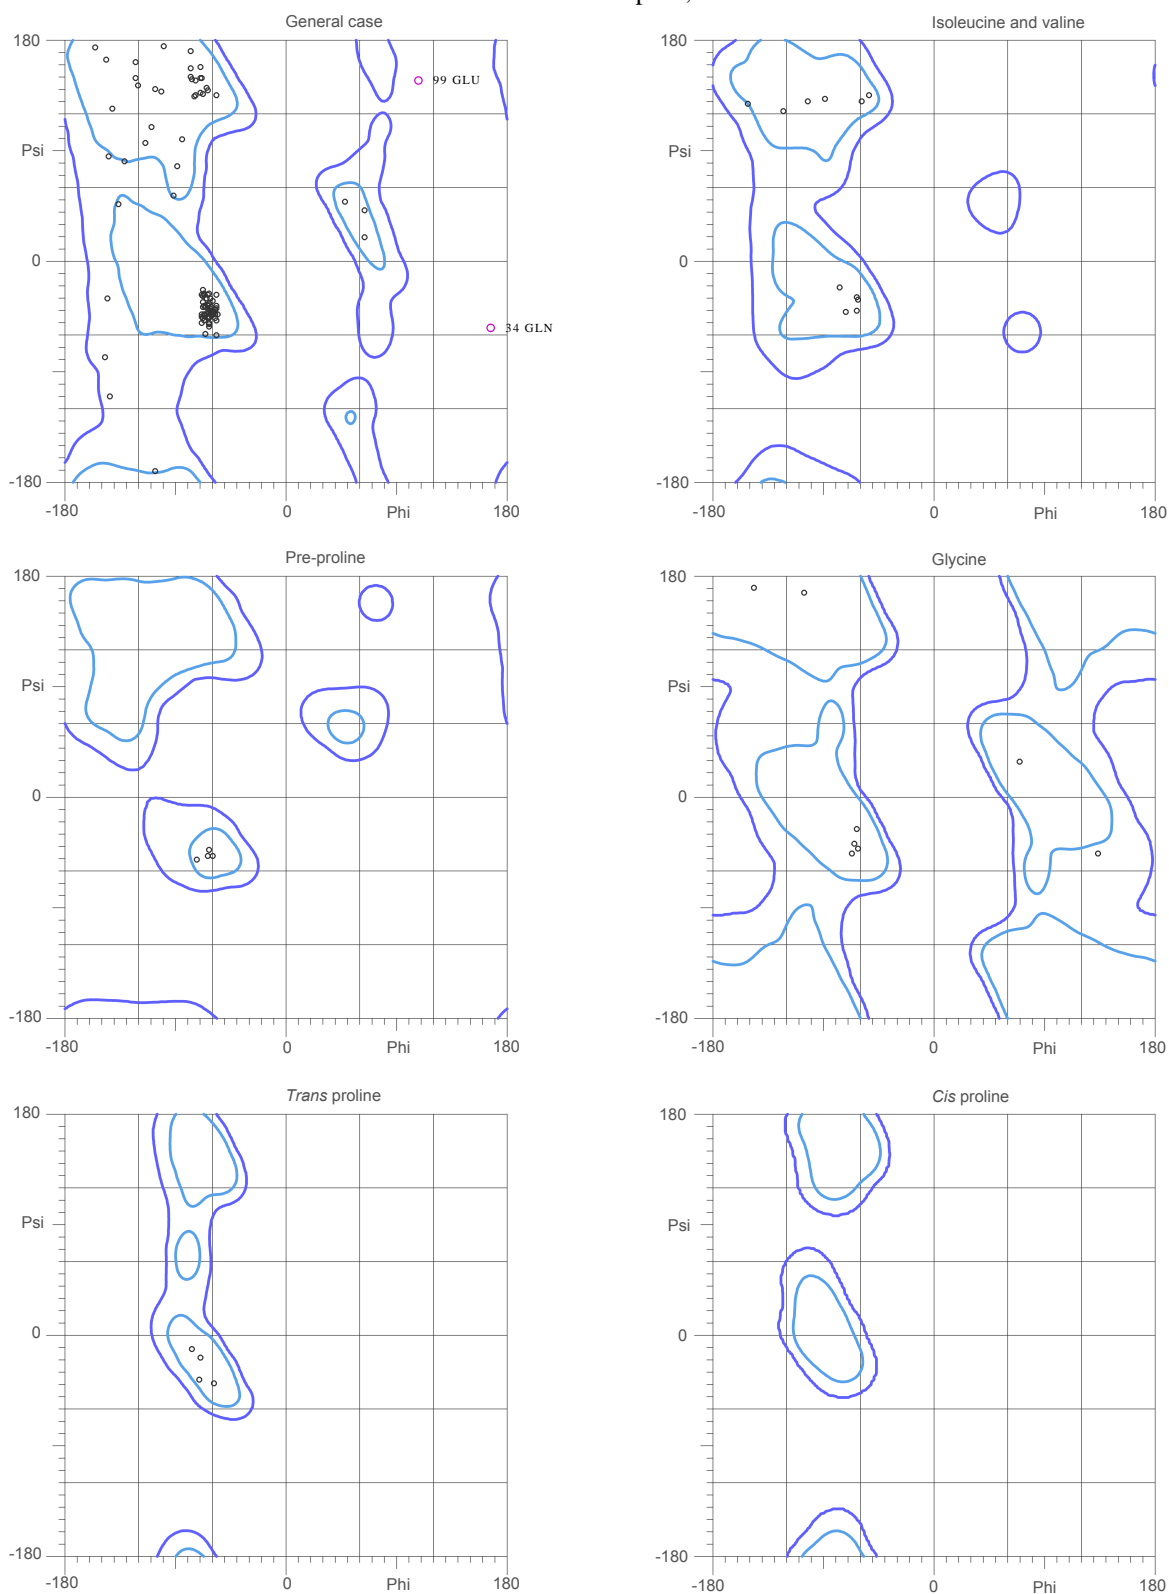 General case
Isoleucine and valine
180
99 GLU
Psi
0
34 GLN
-180
-180
0
Phi
180
180
Psi
0
-180
-180
0
Phi
180
Pre-proline
Glycine
180
Psi
0
-180
-180
0
Phi
180
180
Psi
0
-180
-180
0
Phi
180
Trans proline
Cis proline
180
Psi
0
-180
-180
0
Phi
180
180
Psi
0
-180
-180
0
Phi
180